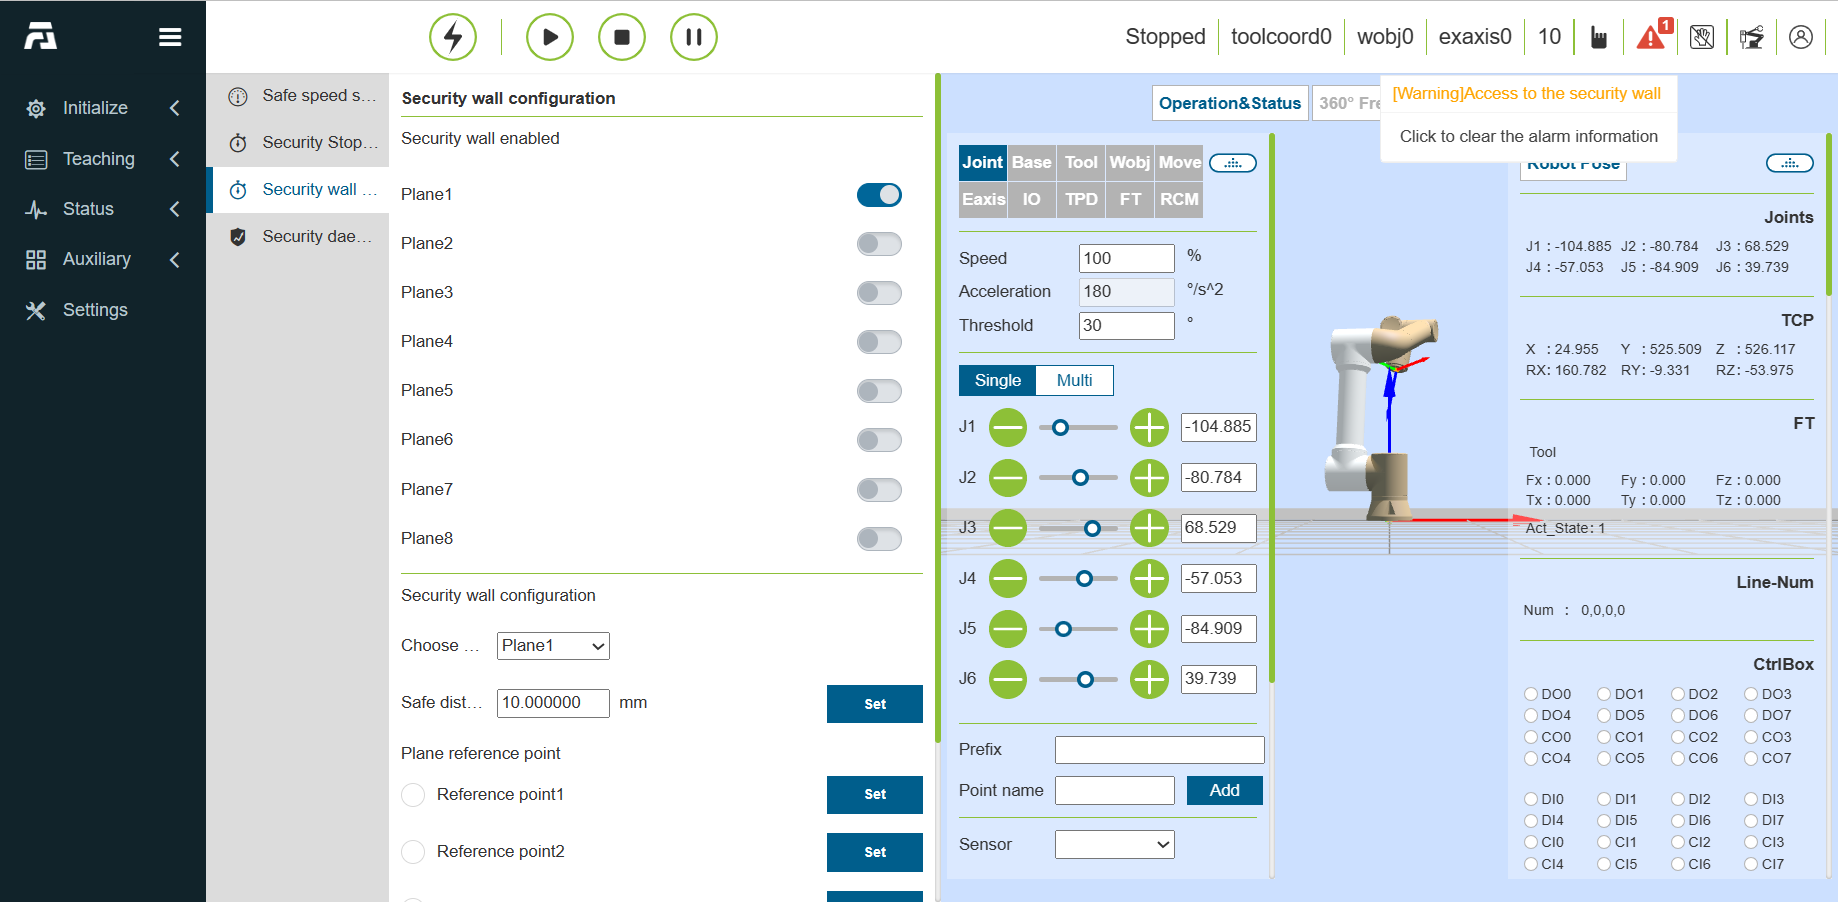 Stopped
toolcoord0
wobj0
exaxis0
10
1
[Warning]Access to the security wall
Click to clear the alarm information
Initialize
Teaching
Status
Auxiliary
Settings
Safe speed s...
Security Stop...
Security wall ...
Security dae...
Security wall configuration
Security wall enabled
Plane1
Plane2
Plane3
Plane4
Plane5
Plane6
Plane7
Plane8
Security wall configuration
Choose ... Plane1
Safe dist... 10.000000 mm Set
Plane reference point
Reference point1 Set
Reference point2 Set
Operation&Status 360° Fre
Joint Base Tool Wobj Move
Eaxis IO TPD FT RCM
Speed 100 %
Acceleration 180 °/s^2
Threshold 30 °
Single Multi
J1 -104.885
J2 -80.784
J3 68.529
J4 -57.053
J5 -84.909
J6 39.739
Prefix
Point name Add
Sensor
Robot Pose
Joints
J1 : -104.885 J2 : -80.784 J3 : 68.529
J4 : -57.053 J5 : -84.909 J6 : 39.739
TCP
X : 24.955 Y : 525.509 Z : 526.117
RX: 160.782 RY: -9.331 RZ: -53.975
FT
Tool
Fx : 0.000 Fy : 0.000 Fz : 0.000
Tx : 0.000 Ty : 0.000 Tz : 0.000
Act_State: 1
Line-Num
Num : 0,0,0,0
CtrlBox
DO0 DO1 DO2 DO3
DO4 DO5 DO6 DO7
CO0 CO1 CO2 CO3
CO4 CO5 CO6 CO7
DI0 DI1 DI2 DI3
DI4 DI5 DI6 DI7
CI0 CI1 CI2 CI3
CI4 CI5 CI6 CI7